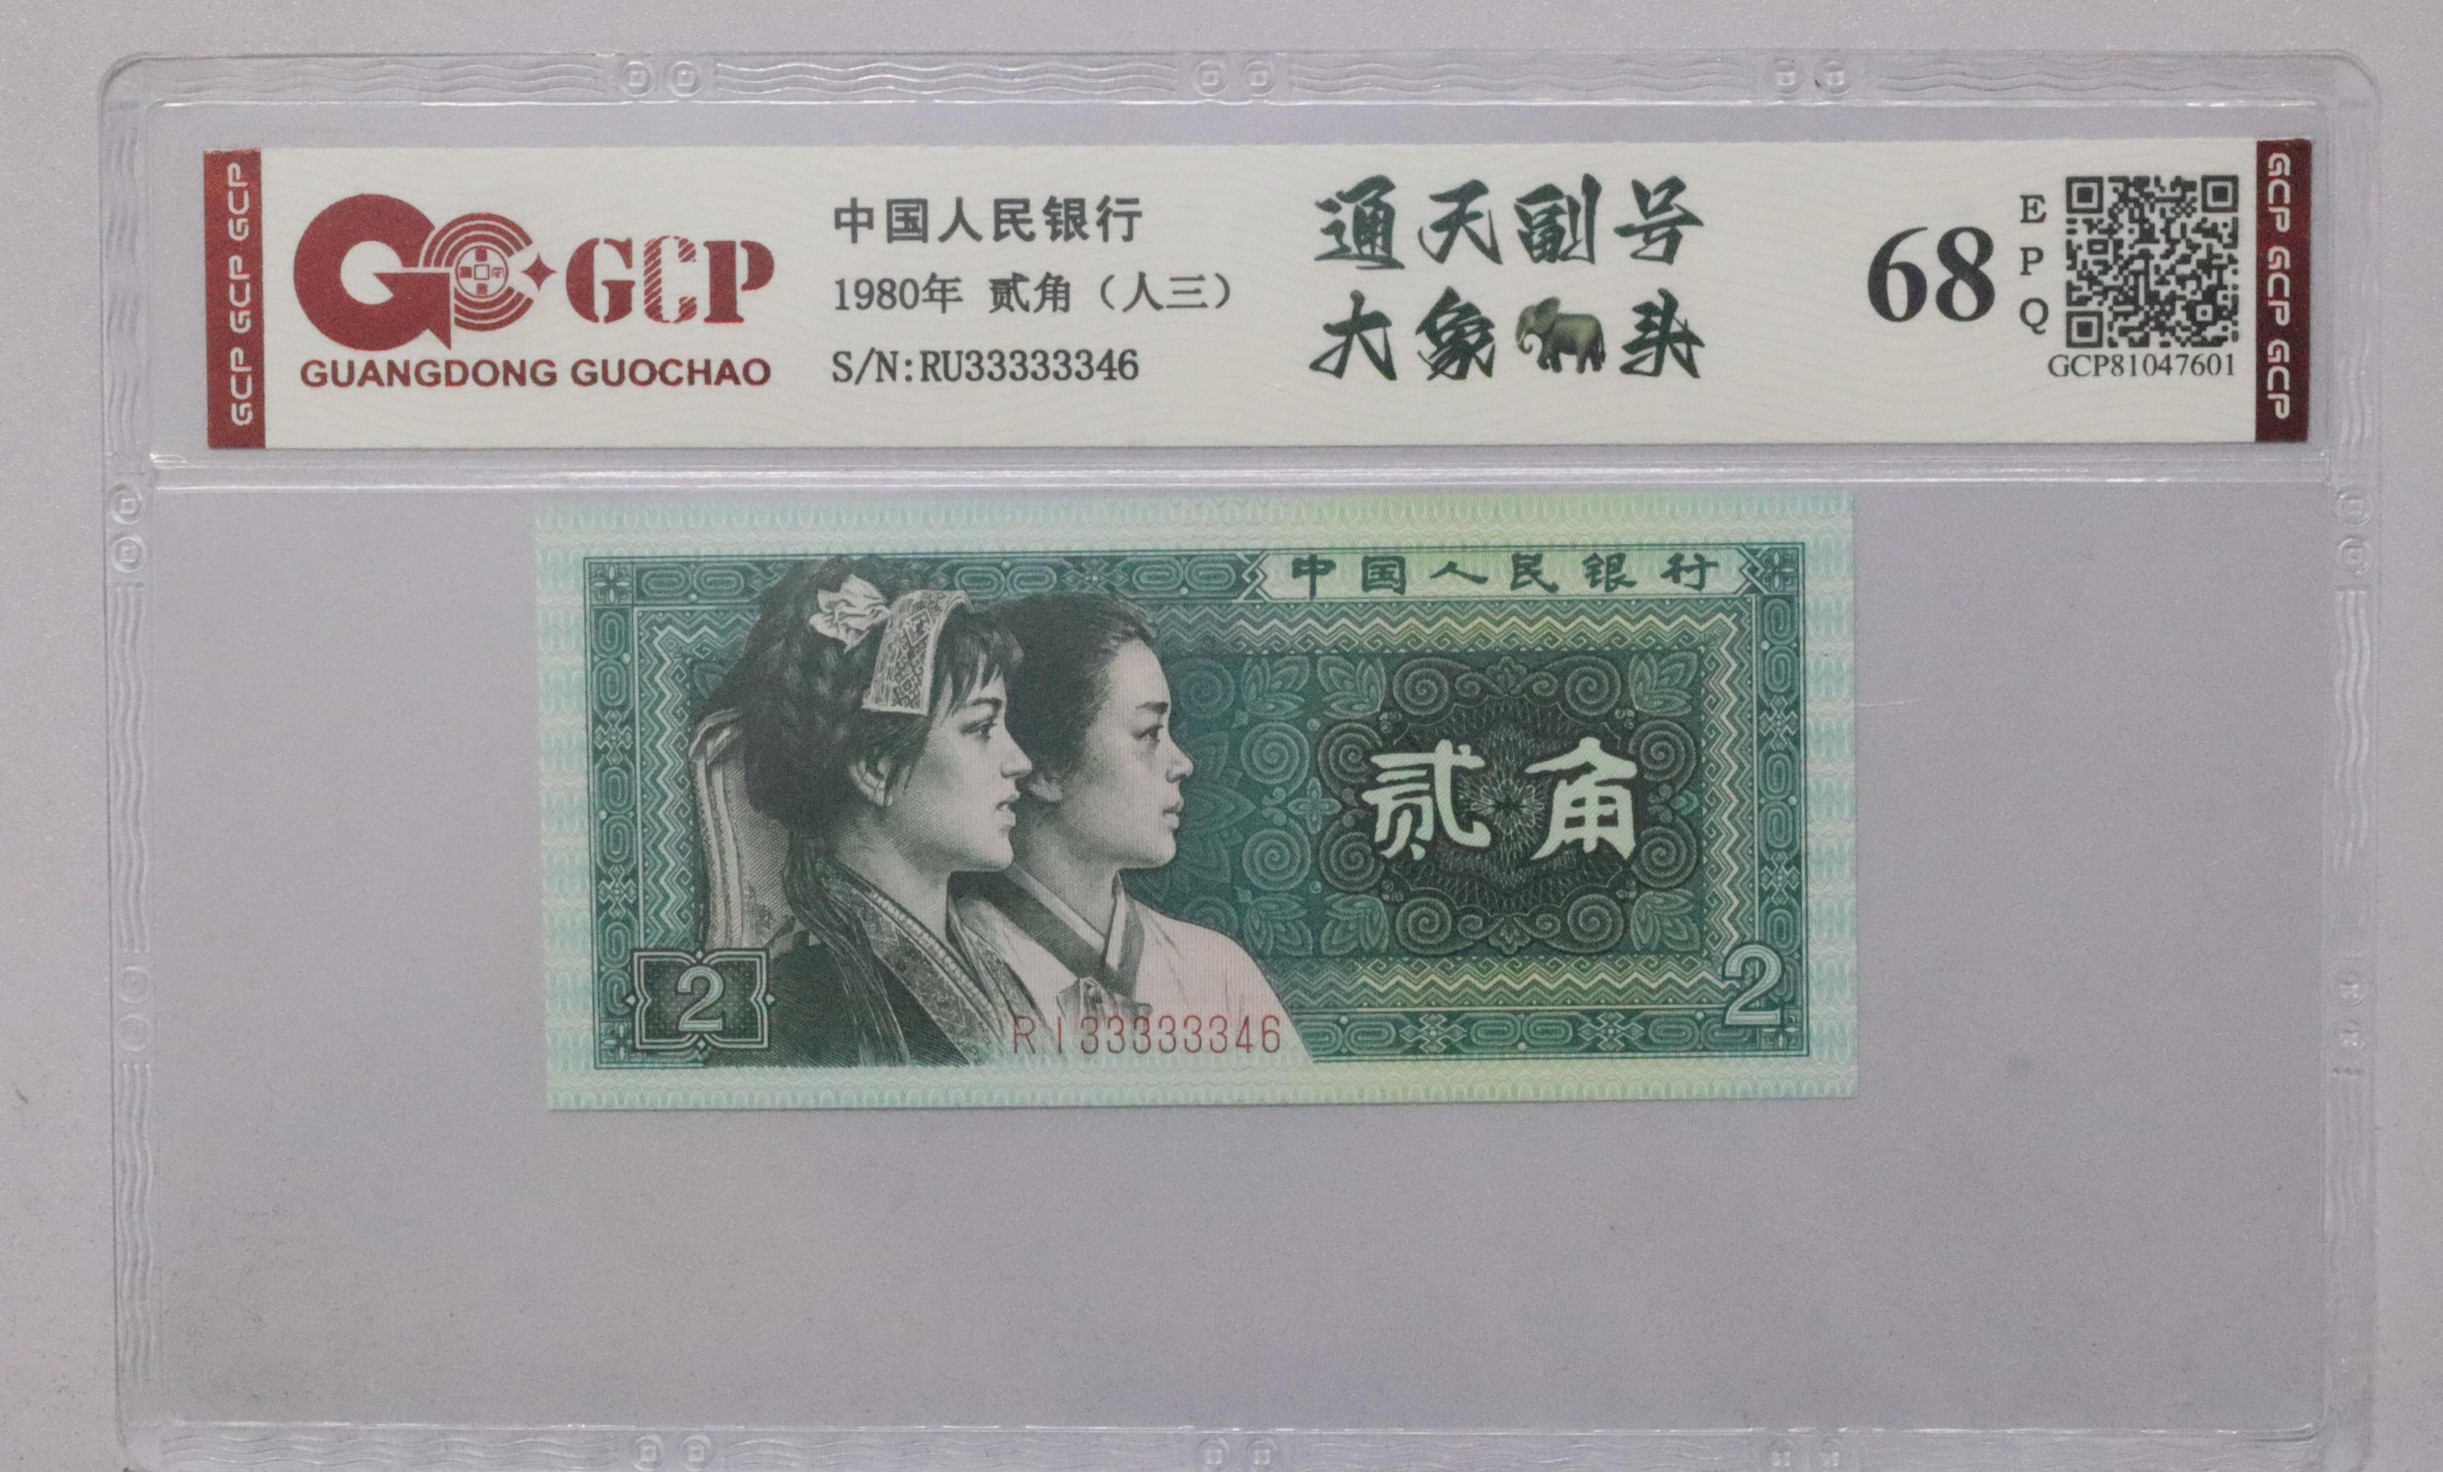 GCP GCP GCP
GCP
GUANGDONG GUOCHAO
中国人民银行
1980年 贰角（人三）
S/N:RU33333346
通天副号
大象头
68
E
P
Q
GCP81047601
GCP GCP GCP
中国人民银行
贰角
2
2
RI33333346